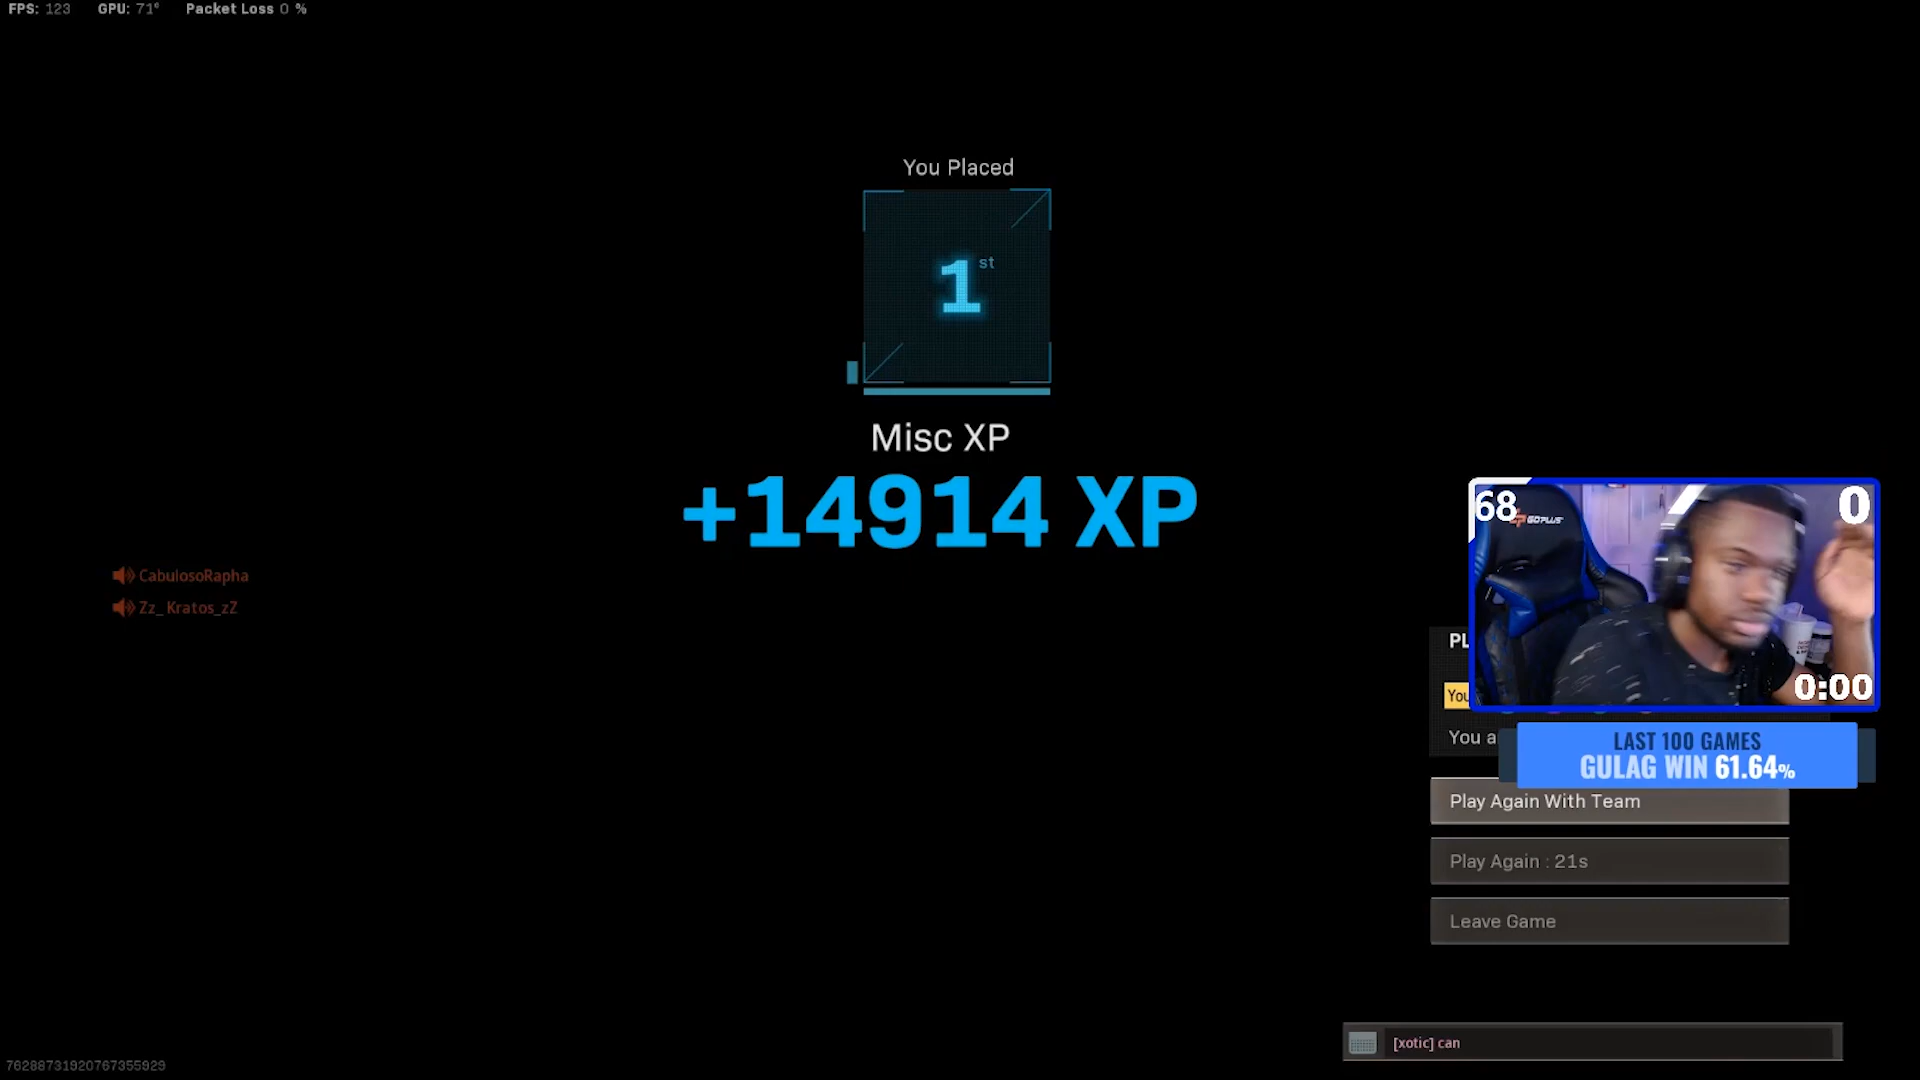 FPS: 123 GPU: 71° Packet Loss 0 %
You Placed
1st
Misc XP
+14914 XP
CabulosoRapha
Zz_Kratos_zZ
68
GOPLUS
0
0:00
PL
You
You a
LAST 100 GAMES
GULAG WIN 61.64%
Play Again With Team
Play Again : 21s
Leave Game
[xotic] can
76288731920767355929